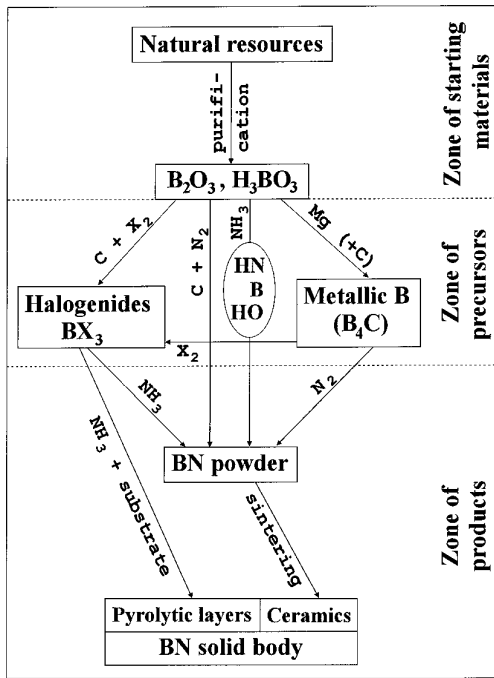 Natural resources
purifi-
cation
B₂O₃ , H₃BO₃
C + X₂
C + N₂
NH₃
Mg (+C)
HN
B
HO
Halogenides
BX₃
Metallic B
(B₄C)
X₂
NH₃
N₂
BN powder
NH₃ + substrate
sintering
Pyrolytic layers
Ceramics
BN solid body
Zone of starting
materials
Zone of
precursors
Zone of
products